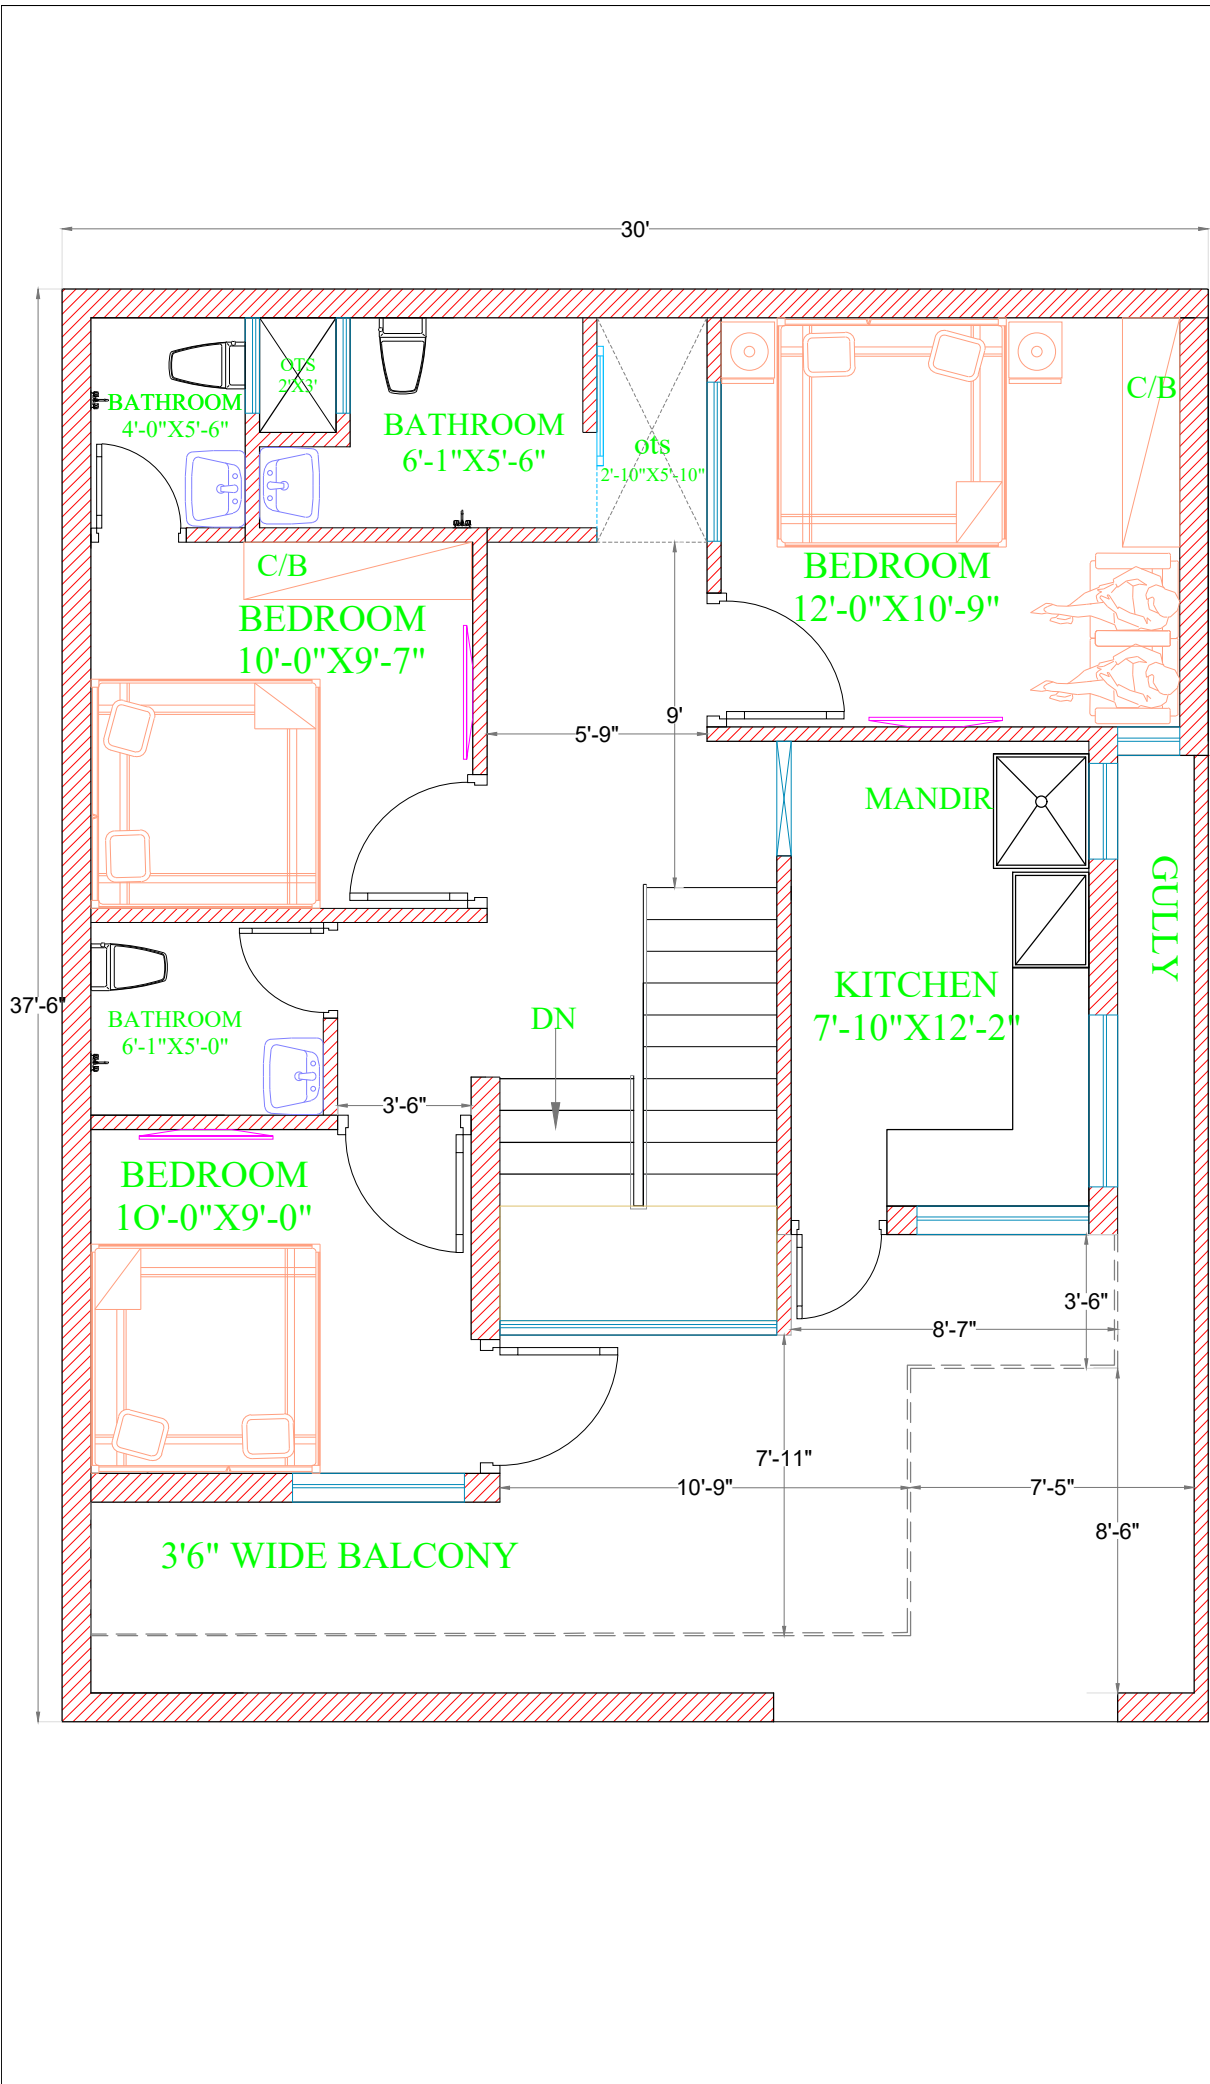 30'
OTS
2'X3'
BATHROOM
4'-0"X5'-6"
BATHROOM
6'-1"X5'-6"
ots
2'-10"X5'-10"
C/B
C/B
BEDROOM
12'-0"X10'-9"
BEDROOM
10'-0"X9'-7"
9'
5'-9"
MANDIR
GULLY
KITCHEN
7'-10"X12'-2"
37'-6"
BATHROOM
6'-1"X5'-0"
DN
3'-6"
BEDROOM
1O'-0"X9'-0"
3'-6"
8'-7"
7'-11"
10'-9"
7'-5"
8'-6"
3'6" WIDE BALCONY